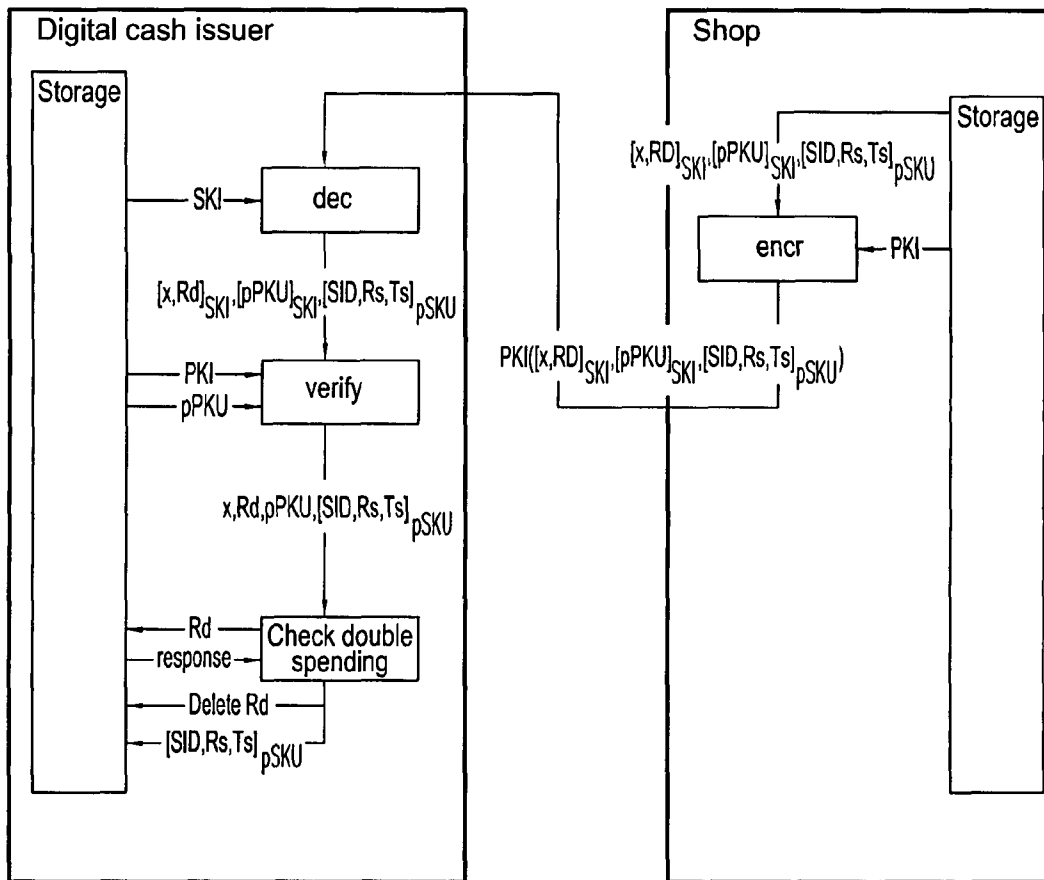 Digital cash issuer
Storage
SKI
dec
[x,Rd]SKI,[pPKU]SKI,[SID,Rs,Ts]pSKU
PKI
pPKU
verify
x,Rd,pPKU,[SID,Rs,Ts]pSKU
Rd
response
Check double
spending
Delete Rd
[SID,Rs,Ts]pSKU
Shop
Storage
[x,RD]SKI,[pPKU]SKI,[SID,Rs,Ts]pSKU
encr
PKI
PKI([x,RD]SKI,[pPKU]SKI,[SID,Rs,Ts]pSKU)